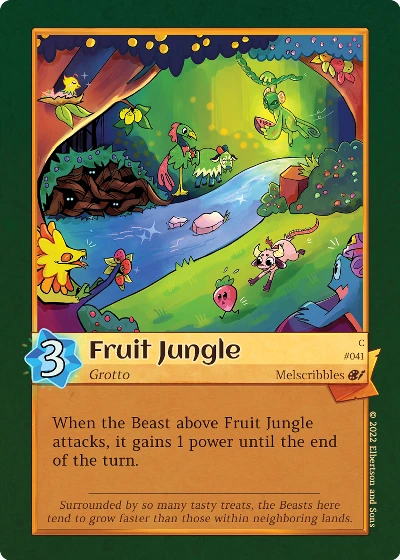 3
Fruit Jungle
C
#041
Grotto
Melscribbles
When the Beast above Fruit Jungle
attacks, it gains 1 power until the end
of the turn.
Surrounded by so many tasty treats, the Beasts here
tend to grow faster than those within neighboring lands.
© 2022 Elbertson and Sons